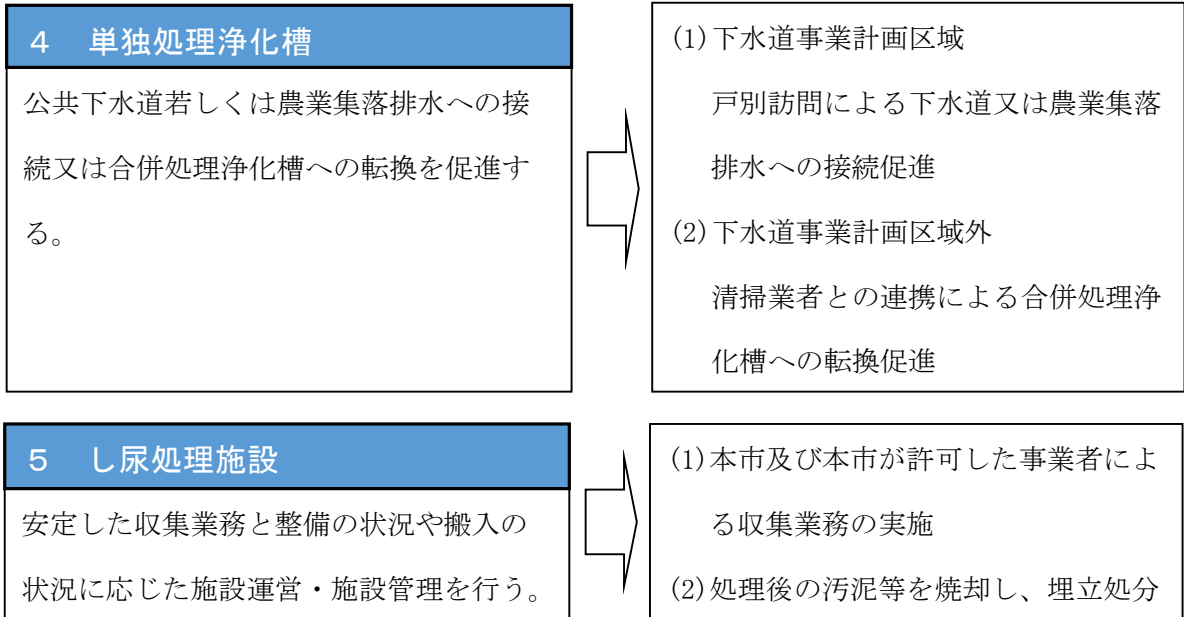 ４　単独処理浄化槽
公共下水道若しくは農業集落排水への接
続又は合併処理浄化槽への転換を促進す
る。
(1)下水道事業計画区域
戸別訪問による下水道又は農業集落
排水への接続促進
(2)下水道事業計画区域外
清掃業者との連携による合併処理浄
化槽への転換促進
５　し尿処理施設
安定した収集業務と整備の状況や搬入の
状況に応じた施設運営・施設管理を行う。
(1)本市及び本市が許可した事業者によ
る収集業務の実施
(2)処理後の汚泥等を焼却し、埋立処分